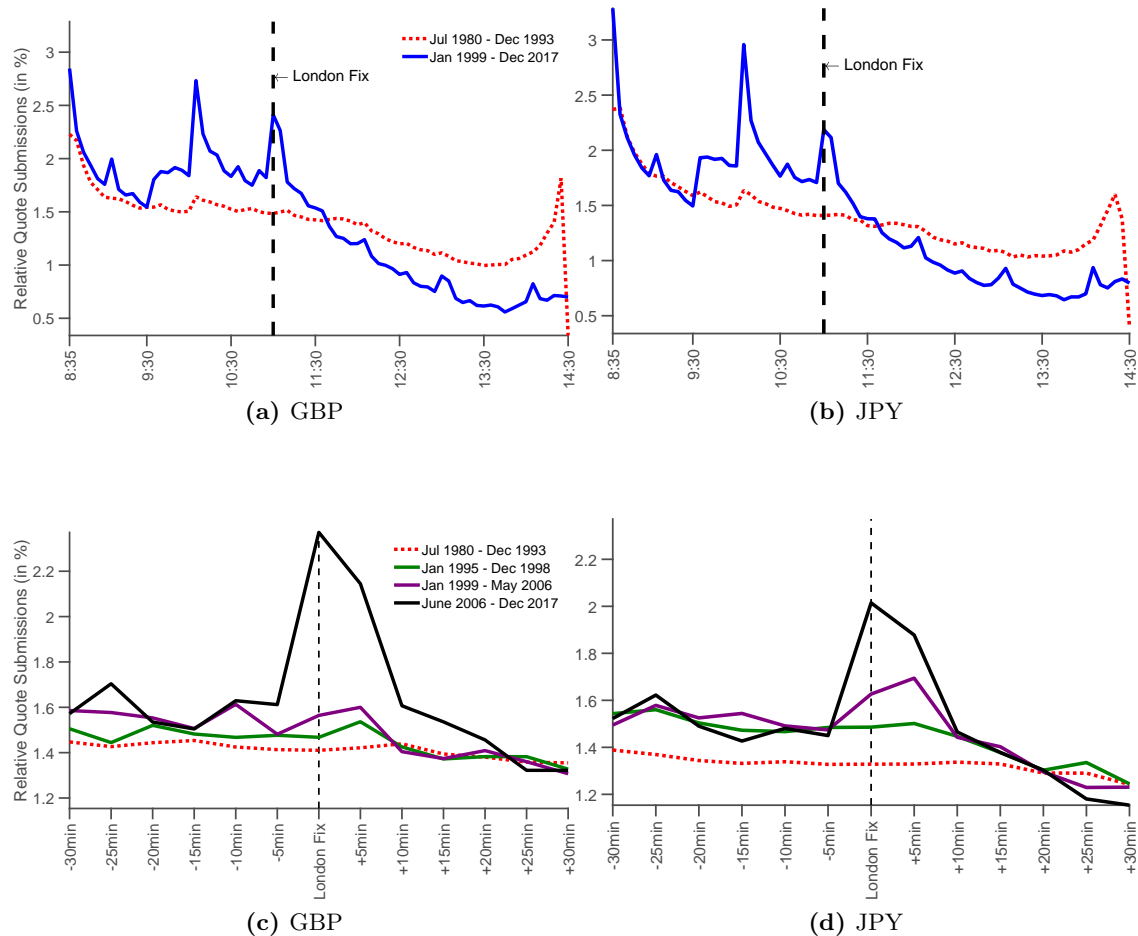 Relative Quote Submissions (in %)
3
2.5
2
1.5
1
0.5
Jul 1980 - Dec 1993
Jan 1999 - Dec 2017
← London Fix
8:35
9:30
10:30
11:30
12:30
13:30
14:30
(a) GBP
3
2.5
2
1.5
1
0.5
← London Fix
8:35
9:30
10:30
11:30
12:30
13:30
14:30
(b) JPY
Relative Quote Submissions (in %)
2.2
2
1.8
1.6
1.4
1.2
Jul 1980 - Dec 1993
Jan 1995 - Dec 1998
Jan 1999 - May 2006
June 2006 - Dec 2017
-30min
-25min
-20min
-15min
-10min
-5min
London Fix
+5min
+10min
+15min
+20min
+25min
+30min
(c) GBP
2.2
2
1.8
1.6
1.4
1.2
-30min
-25min
-20min
-15min
-10min
-5min
London Fix
+5min
+10min
+15min
+20min
+25min
+30min
(d) JPY